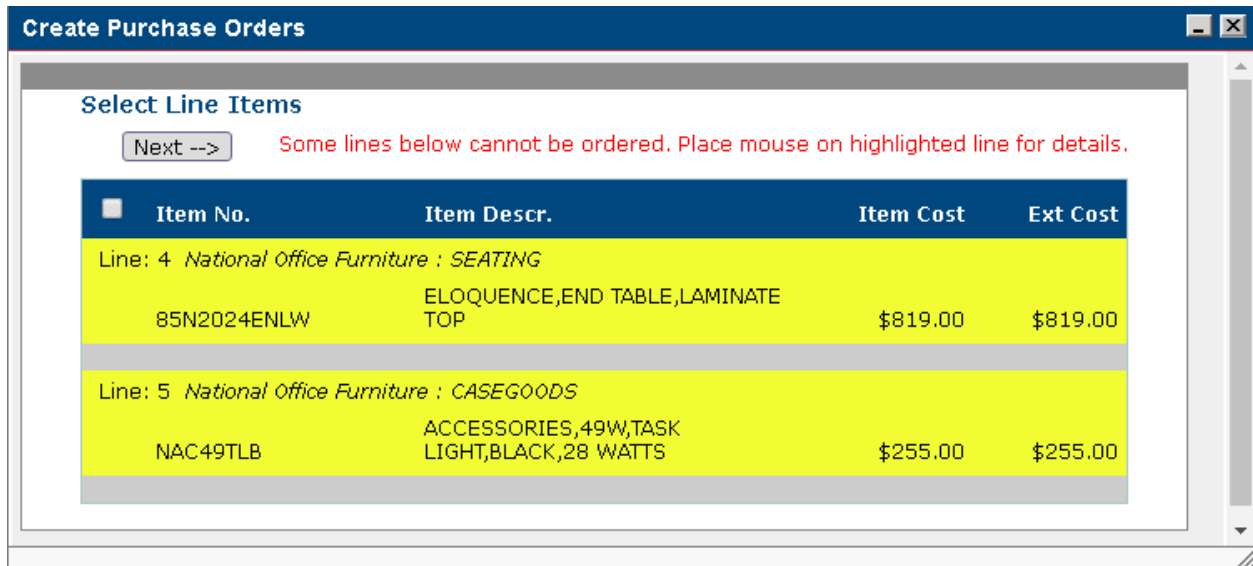 Create Purchase Orders
Select Line Items
Next --> Some lines below cannot be ordered. Place mouse on highlighted line for details.
Item No. Item Descr. Item Cost Ext Cost
Line: 4 National Office Furniture : SEATING
ELOQUENCE,END TABLE,LAMINATE
85N2024ENLW TOP $819.00 $819.00
Line: 5 National Office Furniture : CASEGOODS
ACCESSORIES,49W,TASK
NAC49TLB LIGHT,BLACK,28 WATTS $255.00 $255.00